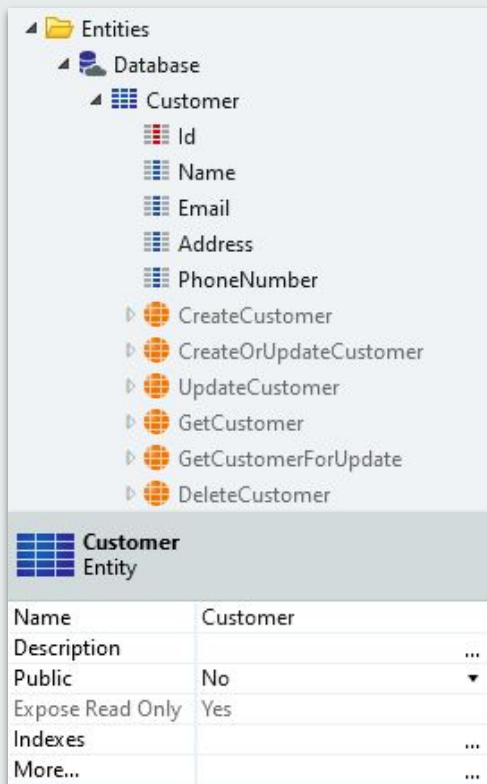 Entities
Database
Customer
Id
Name
Email
Address
PhoneNumber
CreateCustomer
CreateOrUpdateCustomer
UpdateCustomer
GetCustomer
GetCustomerForUpdate
DeleteCustomer
Customer
Entity
Name Customer
Description ...
Public No
Expose Read Only Yes
Indexes ...
More... ...